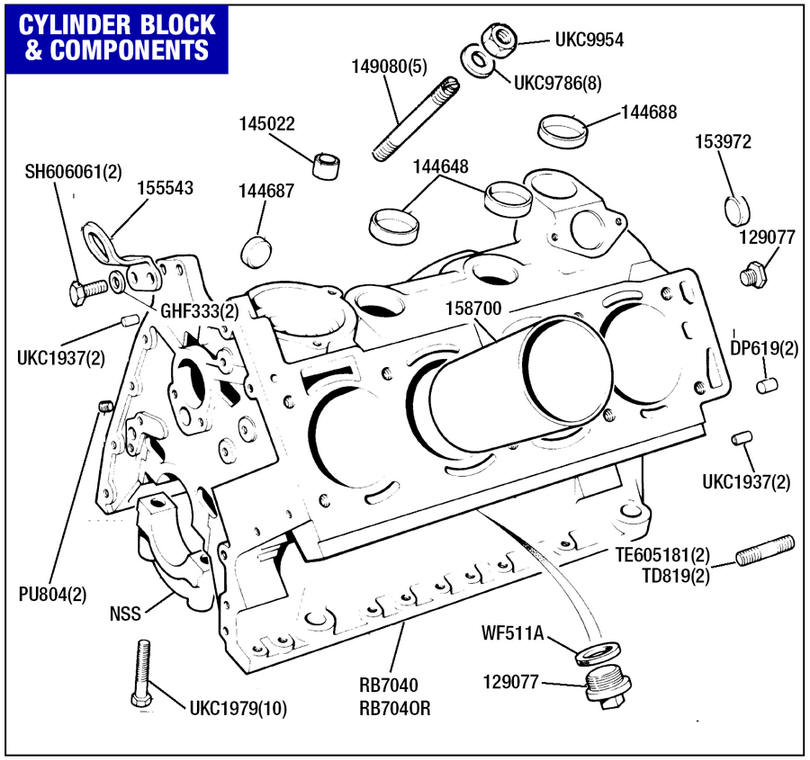 CYLINDER BLOCK
& COMPONENTS
UKC9954
149080(5)
UKC9786(8)
144688
145022
153972
SH606061(2)
155543
144687
144648
129077
GHF333(2)
158700
UKC1937(2)
DP619(2)
UKC1937(2)
TE605181(2)
TD819(2)
PU804(2)
NSS
WF511A
129077
RB7040
RB704OR
UKC1979(10)